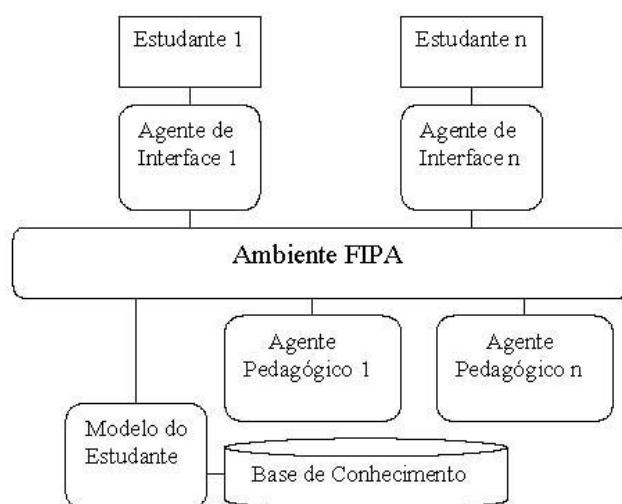 Estudante 1
Estudante n
Agente de
Interface 1
Agente de
Interface n
Ambiente FIPA
Agente
Pedagógico 1
Agente
Pedagógico n
Modelo do
Estudante
Base de Conhecimento